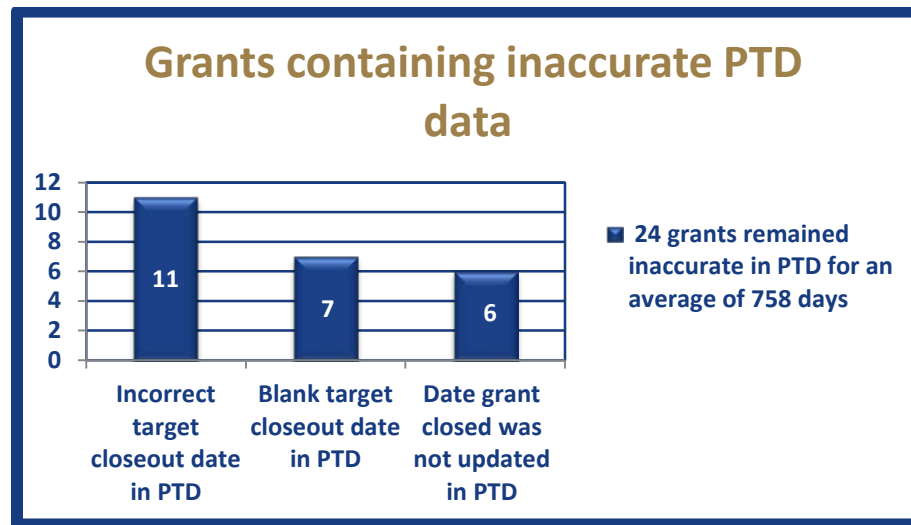 Grants containing inaccurate PTD
data
12
10
8
6
4
2
0
11
7
6
Incorrect
target
closeout date
in PTD
Blank target
closeout date
in PTD
Date grant
closed was
not updated
in PTD
24 grants remained
inaccurate in PTD for an
average of 758 days